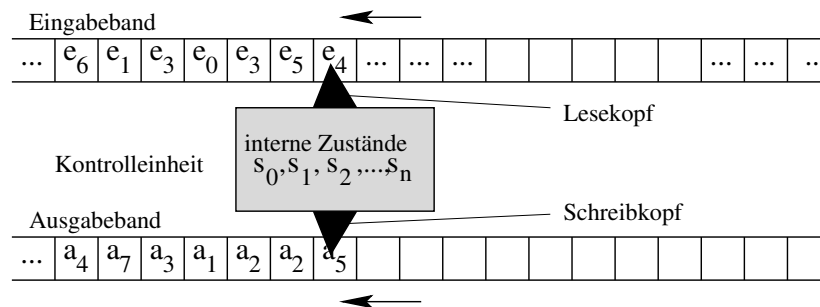 Eingabeband
... e6 e1 e3 e0 e3 e5 e4 ... ... ... ... ... ..
Lesekopf
interne Zustände
Kontrolleinheit
s0,s1, s2 ,...,sn
Schreibkopf
Ausgabeband
... a4 a7 a3 a1 a2 a2 a5